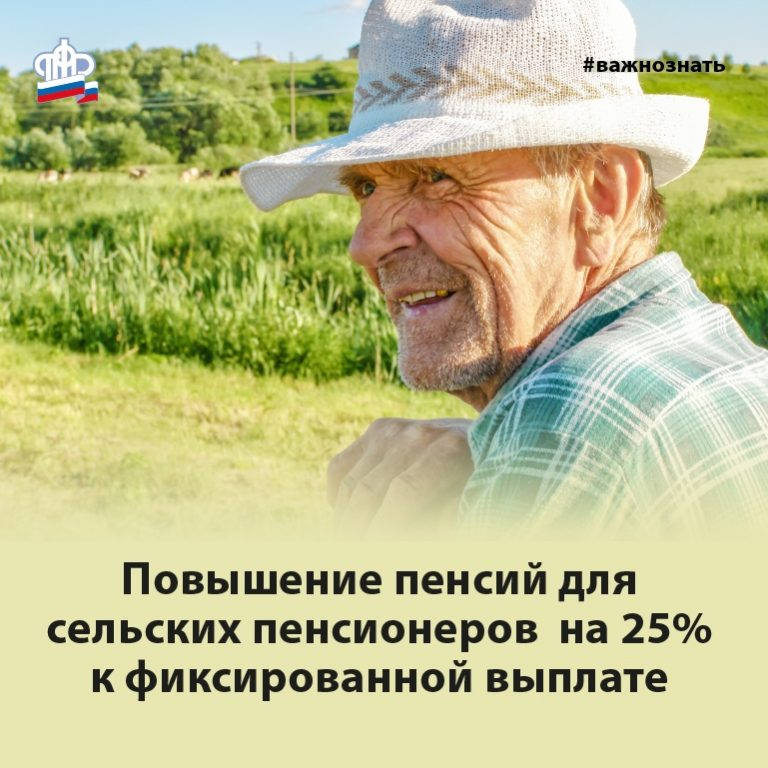 #важнознать
Повышение пенсий для
сельских пенсионеров на 25%
к фиксированной выплате